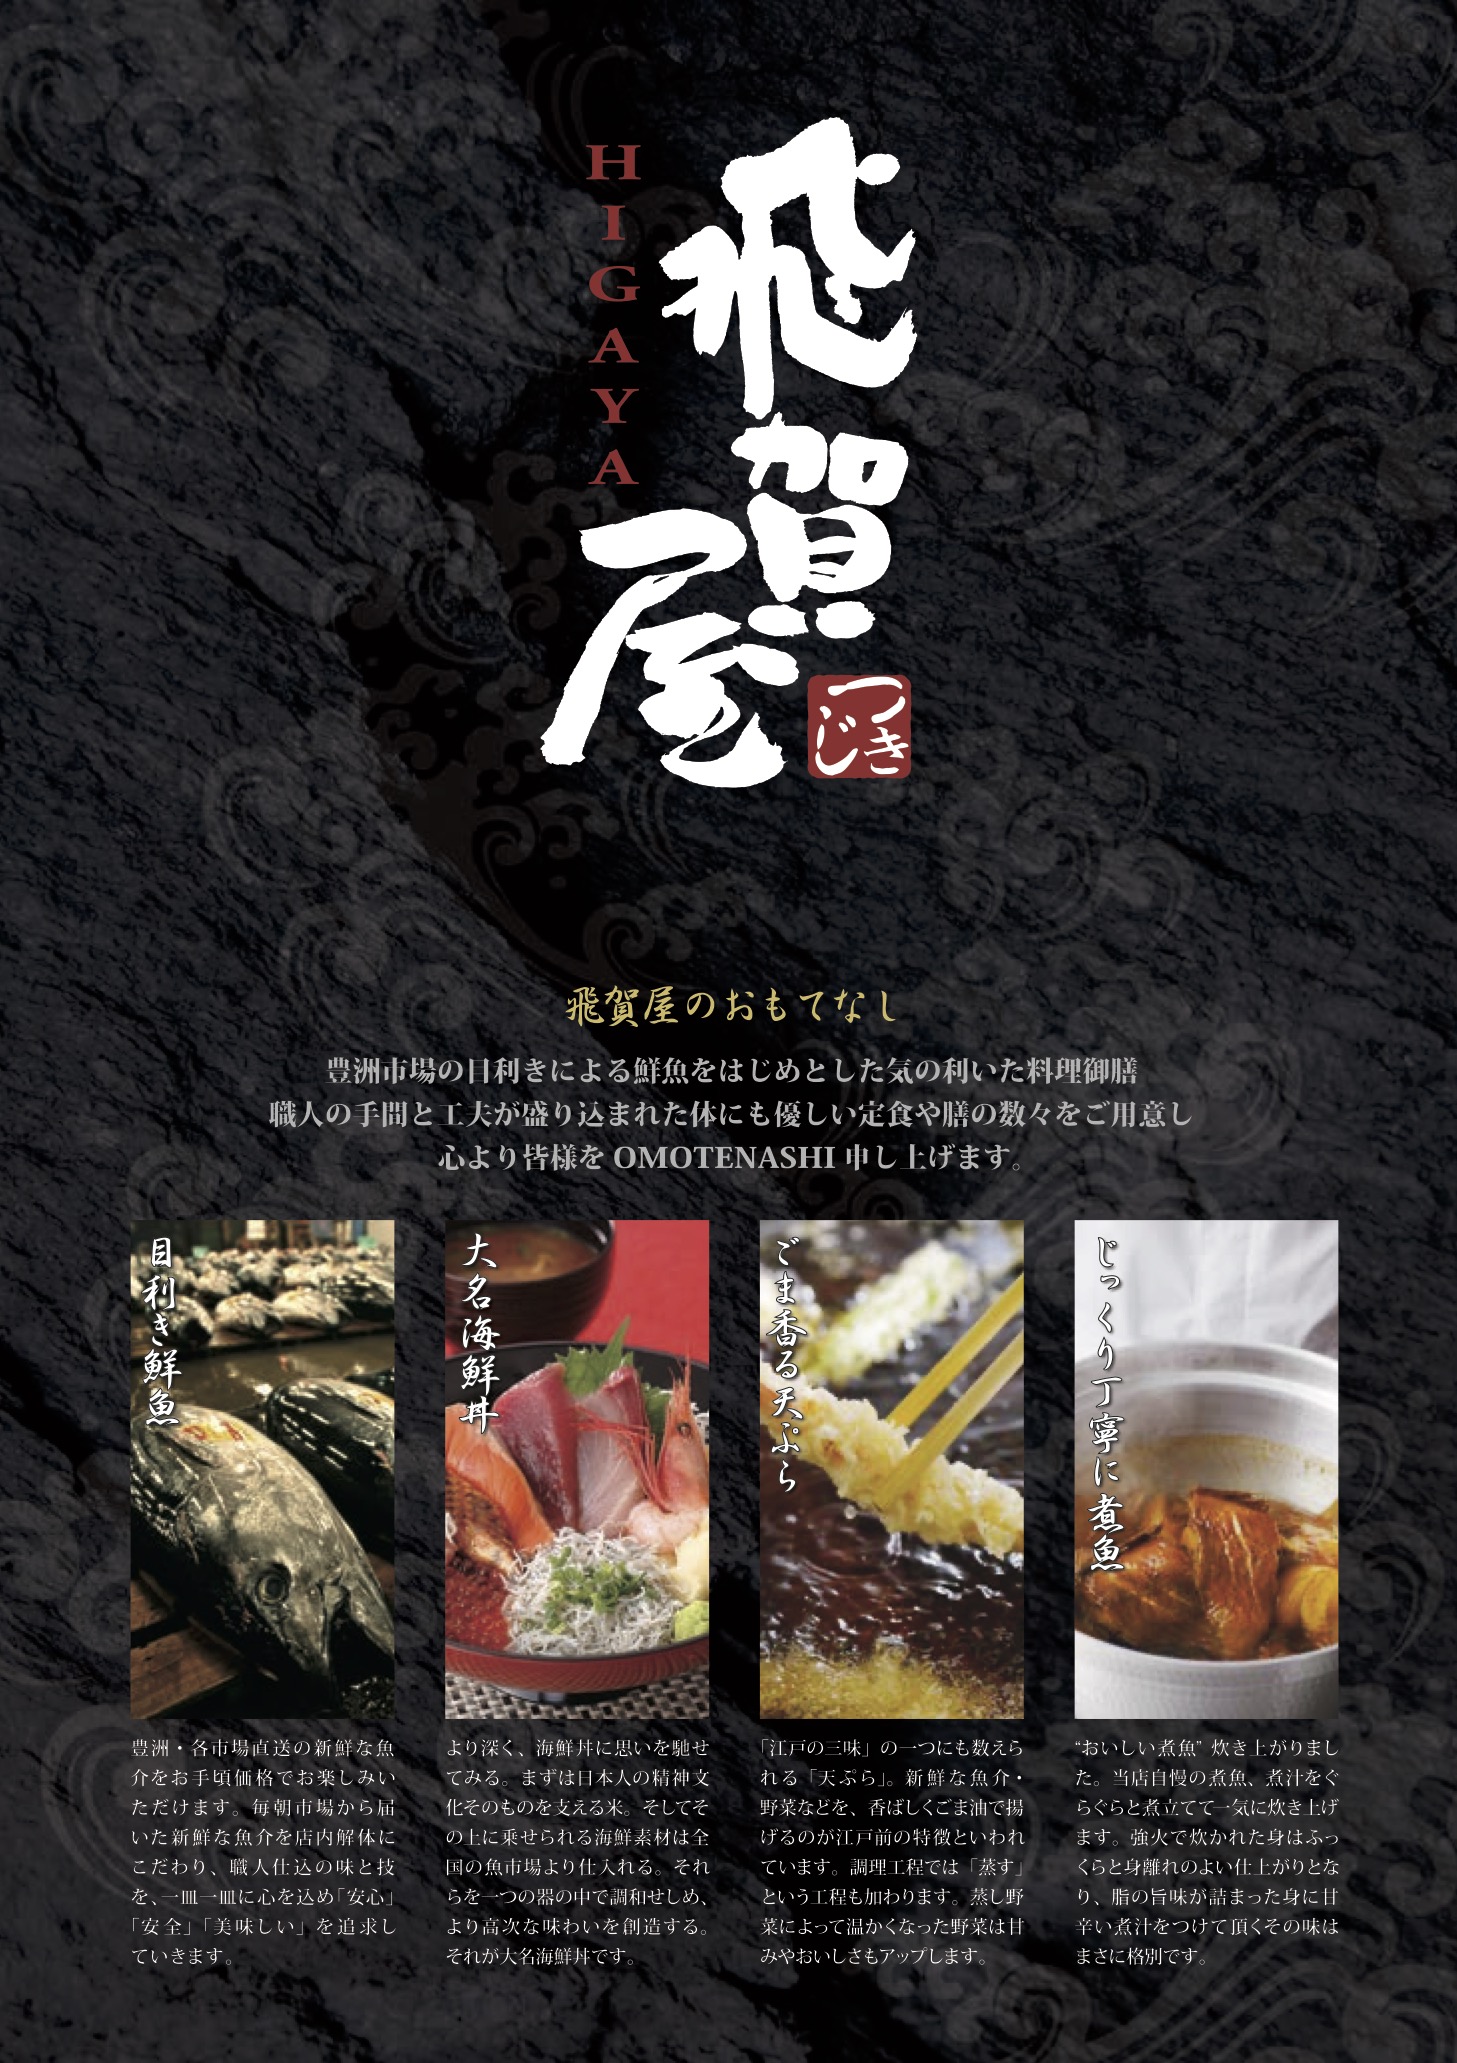 飛賀屋
HIGAYA
つきじ
飛賀屋のおもてなし
豊洲市場の目利きによる鮮魚をはじめとした気の利いた料理御膳
職人の手間と工夫が盛り込まれた体にも優しい定食や膳の数々をご用意し
心より皆様を OMOTENASHI 申し上げます。
目利き鮮魚
豊洲・各市場直送の新鮮な魚
介をお手頃価格でお楽しみい
ただけます。毎朝市場から届
いた新鮮な魚介を店内解体に
こだわり、職人仕込の味と技
を、一皿一皿に心を込め「安心」
「安全」「美味しい」を追求し
ていきます。
大名海鮮丼
より深く、海鮮丼に思いを馳せ
てみる。まずは日本人の精神文
化そのものを支える米。そしてそ
の上に乗せられる海鮮素材は全
国の魚市場より仕入れる。それ
らを一つの器の中で調和せしめ、
より高次な味わいを創造する。
それが大名海鮮丼です。
ごま香る天ぷら
「江戸の三味」の一つにも数えら
れる「天ぷら」。新鮮な魚介・
野菜などを、香ばしくごま油で揚
げるのが江戸前の特徴といわれ
ています。調理工程では「蒸す」
という工程も加わります。蒸し野
菜によって温かくなった野菜は甘
みやおいしさもアップします。
じっくり丁寧に煮魚
“おいしい煮魚” 炊き上がりまし
た。当店自慢の煮魚、煮汁をぐ
らぐらと煮立てて一気に炊き上げ
ます。強火で炊かれた身はふっ
くらと身離れのよい仕上がりとな
り、脂の旨味が詰まった身に甘
辛い煮汁をつけて頂くその味は
まさに格別です。